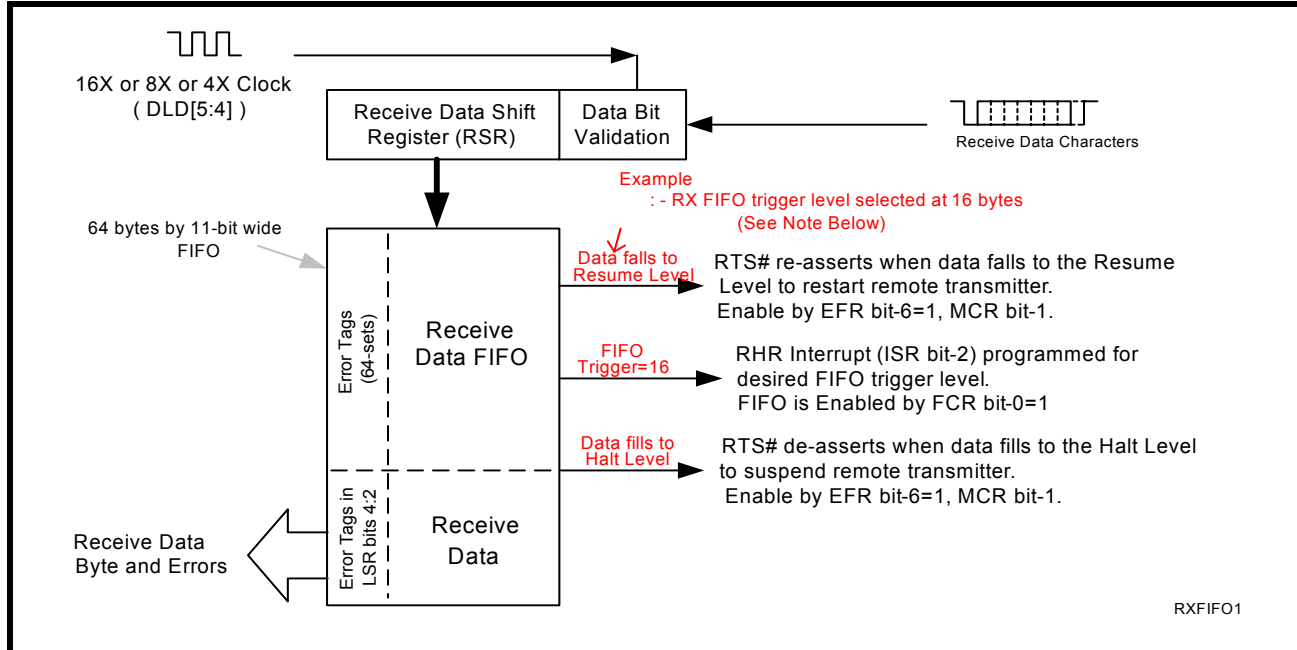 16X or 8X or 4X Clock
( DLD[5:4] )
Receive Data Shift
Register (RSR)
Data Bit
Validation
Receive Data Characters
Example
: - RX FIFO trigger level selected at 16 bytes
(See Note Below)
64 bytes by 11-bit wide
FIFO
Data falls to
Resume Level
RTS# re-asserts when data falls to the Resume
Level to restart remote transmitter.
Enable by EFR bit-6=1, MCR bit-1.
Error Tags
(64-sets)
Receive
Data FIFO
FIFO
Trigger=16
RHR Interrupt (ISR bit-2) programmed for
desired FIFO trigger level.
FIFO is Enabled by FCR bit-0=1
Data fills to
Halt Level
RTS# de-asserts when data fills to the Halt Level
to suspend remote transmitter.
Enable by EFR bit-6=1, MCR bit-1.
Error Tags in
LSR bits 4:2
Receive
Data
Receive Data
Byte and Errors
RXFIFO1